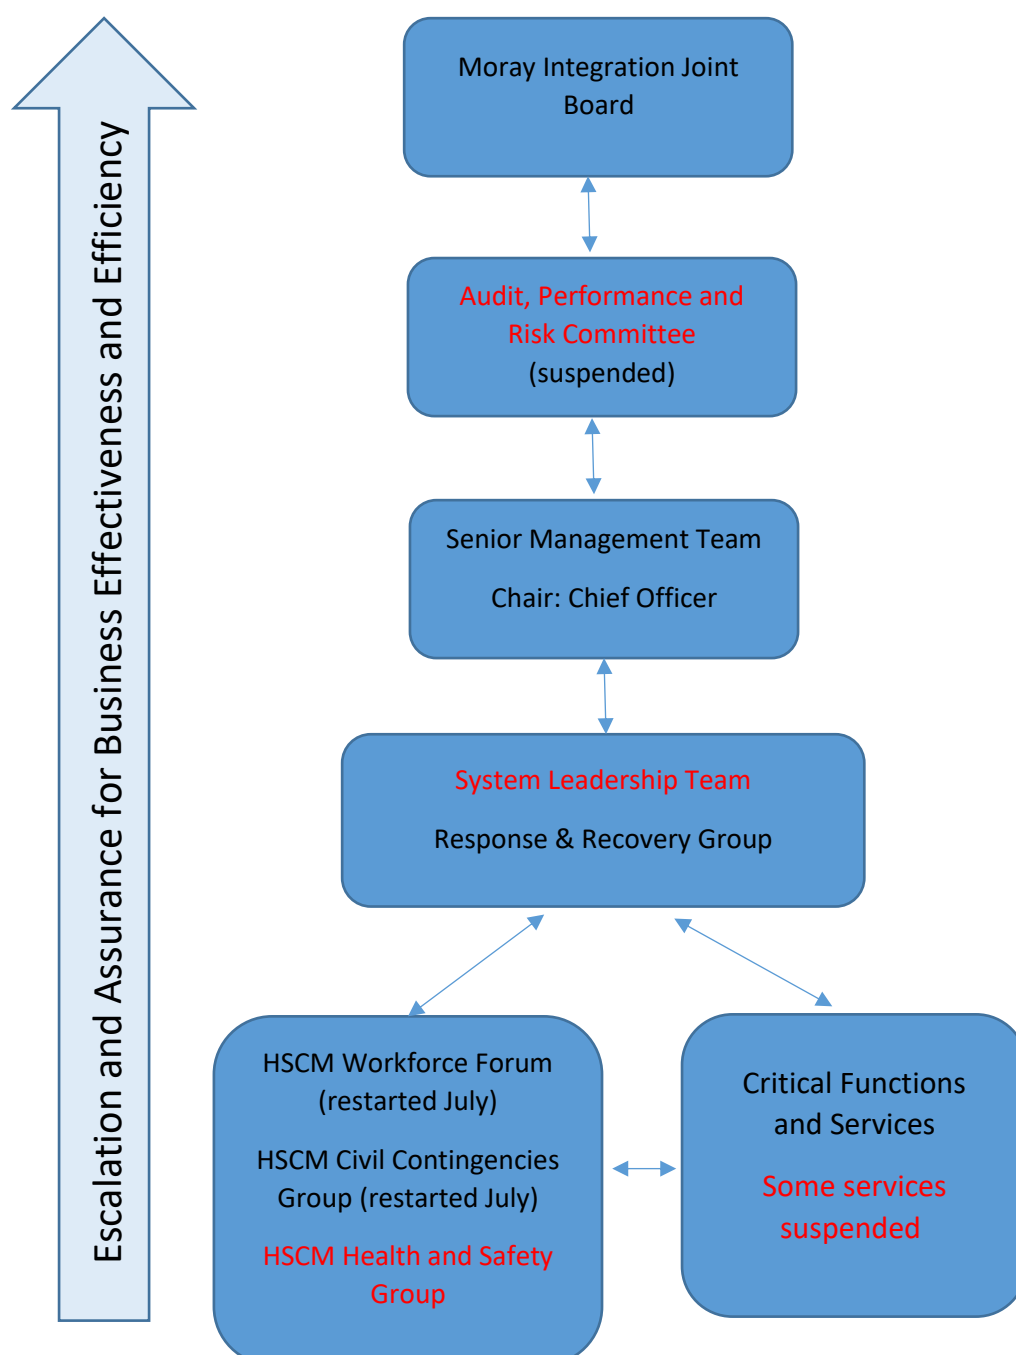 Escalation and Assurance for Business Effectiveness and Efficiency
Moray Integration Joint
Board
Audit, Performance and
Risk Committee
(suspended)
Senior Management Team
Chair: Chief Officer
System Leadership Team
Response & Recovery Group
HSCM Workforce Forum
(restarted July)
HSCM Civil Contingencies
Group (restarted July)
HSCM Health and Safety
Group
Critical Functions
and Services
Some services
suspended